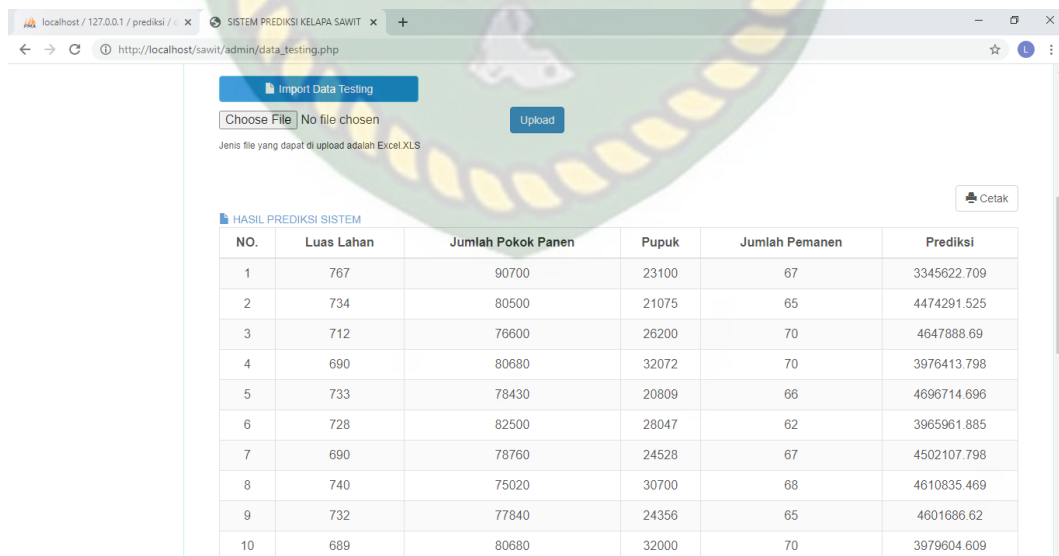 localhost / 127.0.0.1 / prediksi /
SISTEM PREDIKSI KELAPA SAWIT
http://localhost/sawit/admin/data_testing.php
L
Import Data Testing
Choose File No file chosen
Upload
Jenis file yang dapat di upload adalah Excel.XLS
Cetak
HASIL PREDIKSI SISTEM
NO. Luas Lahan Jumlah Pokok Panen Pupuk Jumlah Pemanen Prediksi
1 767 90700 23100 67 3345622.709
2 734 80500 21075 65 4474291.525
3 712 76600 26200 70 4647888.69
4 690 80680 32072 70 3976413.798
5 733 78430 20809 66 4696714.696
6 728 82500 28047 62 3965961.885
7 690 78760 24528 67 4502107.798
8 740 75020 30700 68 4610835.469
9 732 77840 24356 65 4601686.62
10 689 80680 32000 70 3979604.609